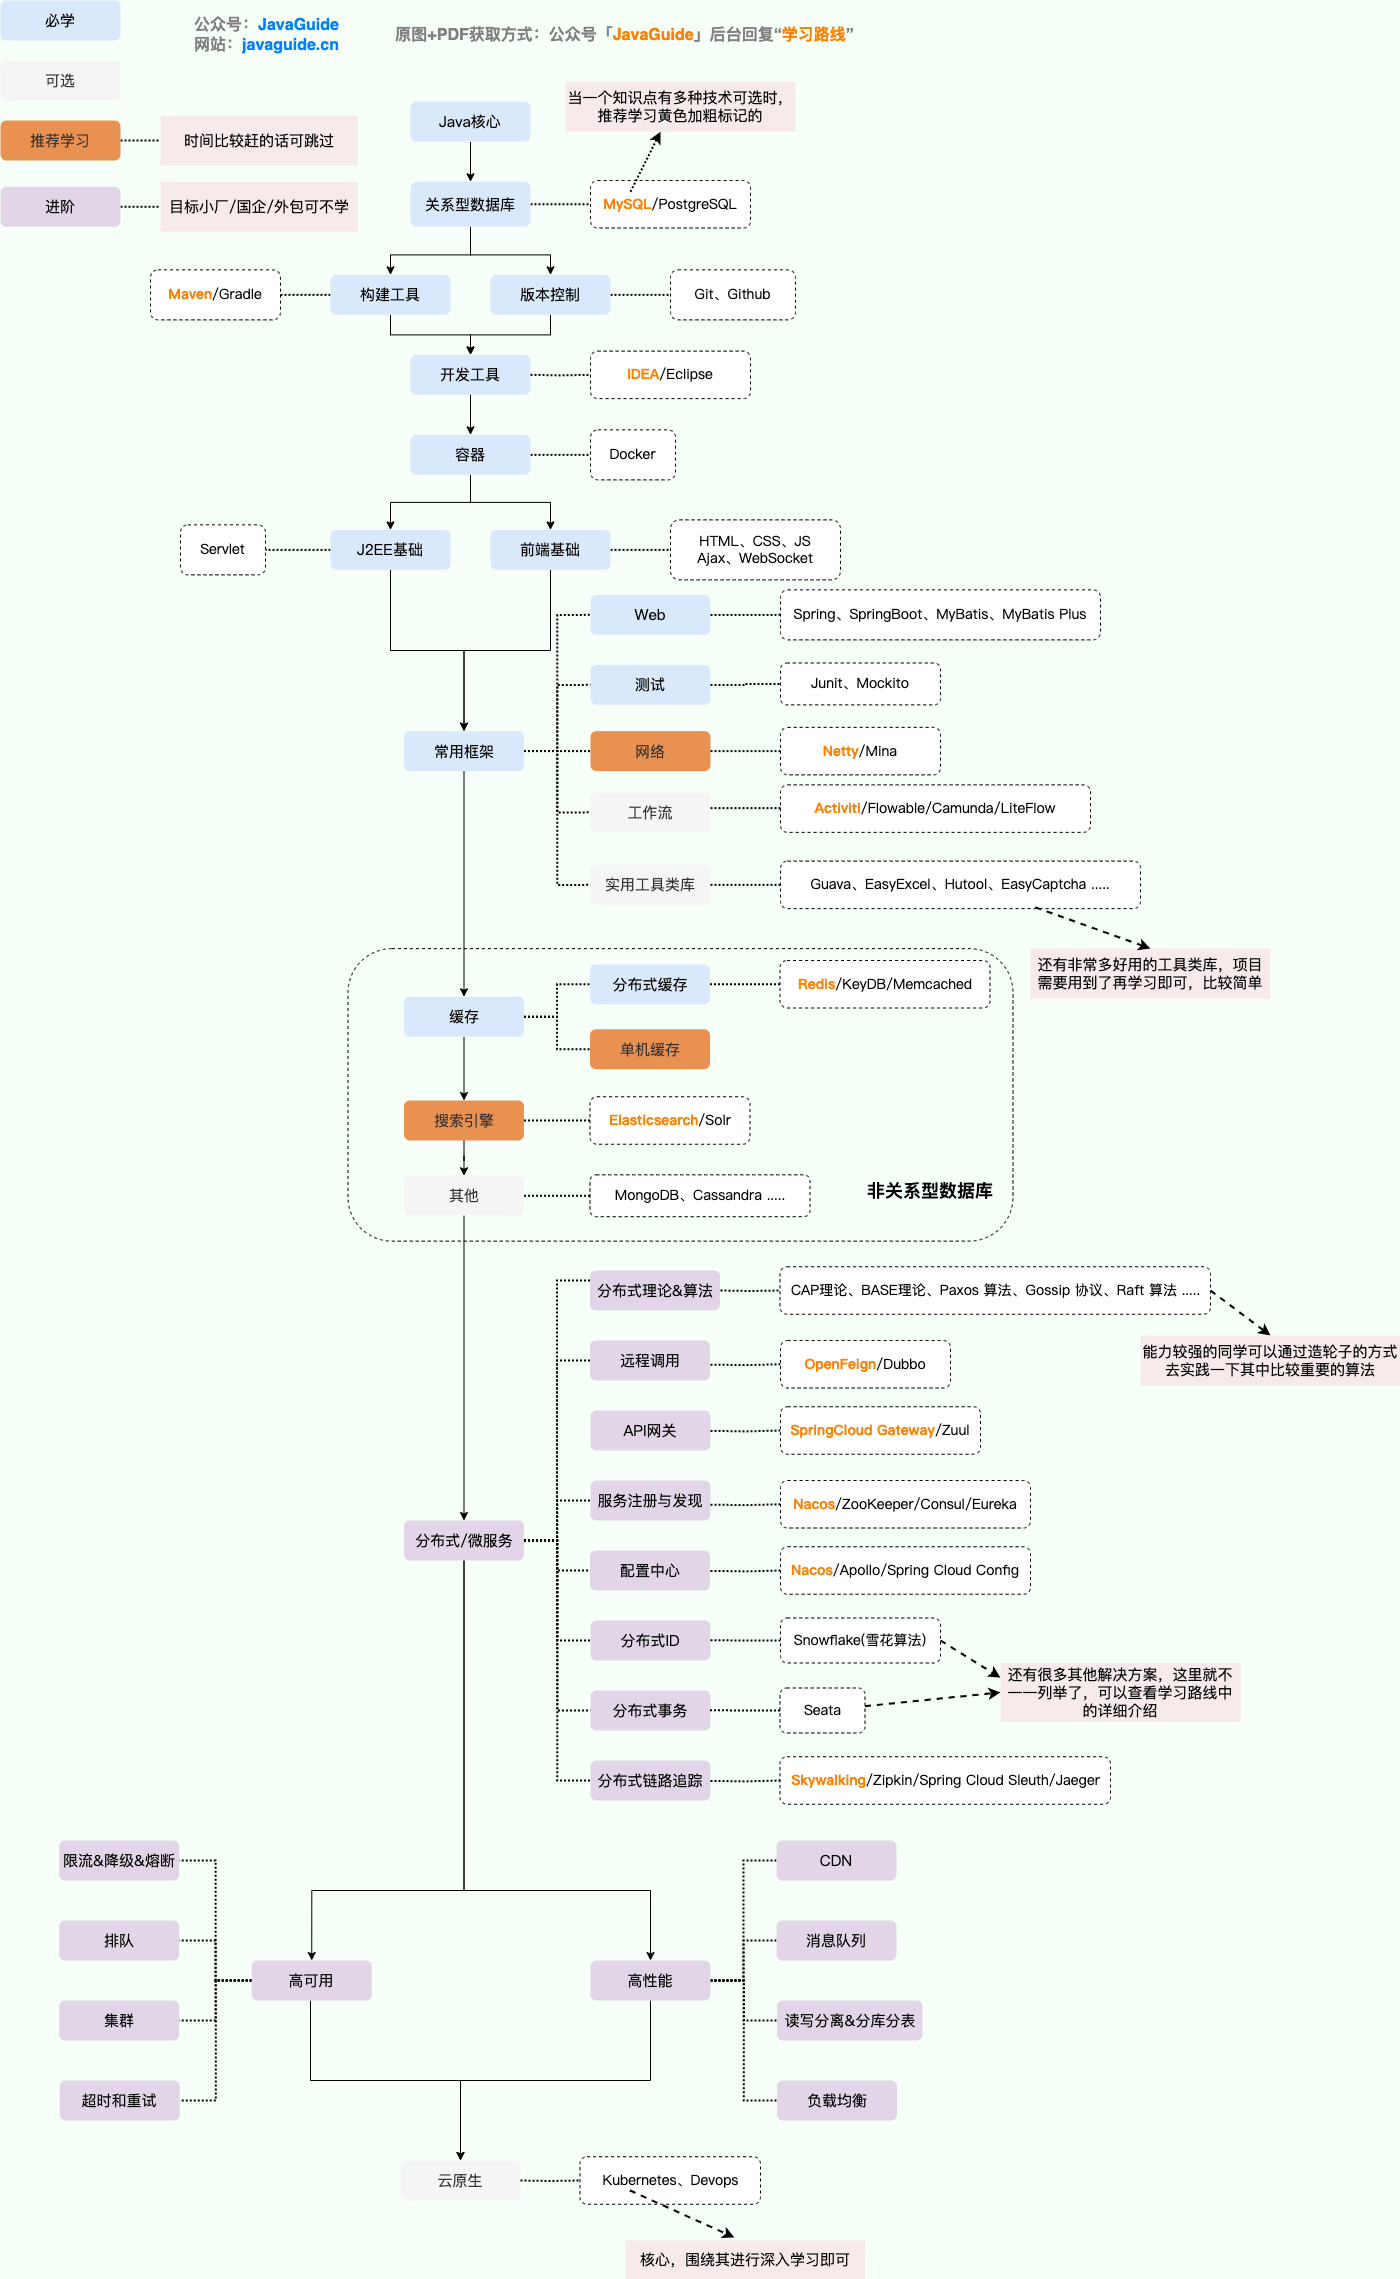 必学
公众号：JavaGuide
网站：javaguide.cn
原图+PDF获取方式：公众号「JavaGuide」后台回复“学习路线”
可选
推荐学习
时间比较赶的话可跳过
进阶
目标小厂/国企/外包可不学
当一个知识点有多种技术可选时，
推荐学习黄色加粗标记的
Java核心
关系型数据库
MySQL/PostgreSQL
Maven/Gradle
构建工具
版本控制
Git、Github
开发工具
IDEA/Eclipse
容器
Docker
Servlet
J2EE基础
前端基础
HTML、CSS、JS
Ajax、WebSocket
Web
Spring、SpringBoot、MyBatis、MyBatis Plus
测试
Junit、Mockito
常用框架
网络
Netty/Mina
工作流
Activiti/Flowable/Camunda/LiteFlow
实用工具类库
Guava、EasyExcel、Hutool、EasyCaptcha .....
还有非常多好用的工具类库，项目
需要用到了再学习即可，比较简单
缓存
分布式缓存
Redis/KeyDB/Memcached
单机缓存
搜索引擎
Elasticsearch/Solr
其他
MongoDB、Cassandra .....
非关系型数据库
分布式理论&算法
CAP理论、BASE理论、Paxos 算法、Gossip 协议、Raft 算法 .....
能力较强的同学可以通过造轮子的方式
去实践一下其中比较重要的算法
远程调用
OpenFeign/Dubbo
API网关
SpringCloud Gateway/Zuul
服务注册与发现
Nacos/ZooKeeper/Consul/Eureka
分布式/微服务
配置中心
Nacos/Apollo/Spring Cloud Config
分布式ID
Snowflake(雪花算法)
还有很多其他解决方案，这里就不
一一列举了，可以查看学习路线中
的详细介绍
分布式事务
Seata
分布式链路追踪
Skywalking/Zipkin/Spring Cloud Sleuth/Jaeger
限流&降级&熔断
排队
集群
超时和重试
高可用
高性能
CDN
消息队列
读写分离&分库分表
负载均衡
云原生
Kubernetes、Devops
核心，围绕其进行深入学习即可